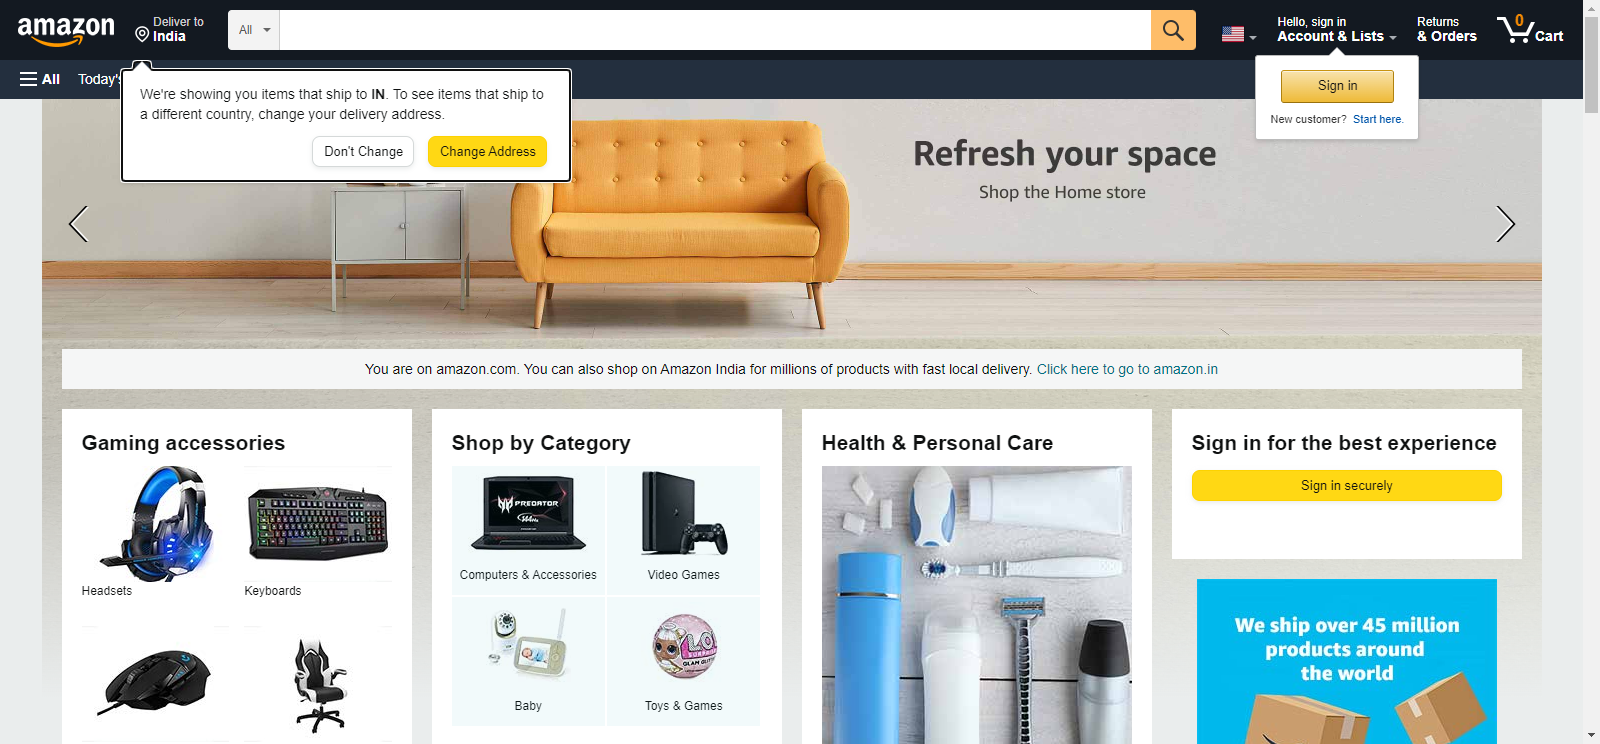 amazon
Deliver to
India
All
Hello, sign in
Account & Lists
Returns
& Orders
0
Cart
All
Today's
We're showing you items that ship to IN. To see items that ship to
a different country, change your delivery address.
Don't Change
Change Address
Sign in
New customer? Start here.
Refresh your space
Shop the Home store
You are on amazon.com. You can also shop on Amazon India for millions of products with fast local delivery. Click here to go to amazon.in
Gaming accessories
Headsets
Keyboards
Shop by Category
PREDATOR
Computers & Accessories
Video Games
Baby
L.O.L.
SURPRISE
GLAM GLITTER
Toys & Games
Health & Personal Care
Sign in for the best experience
Sign in securely
We ship over 45 million
products around
the world